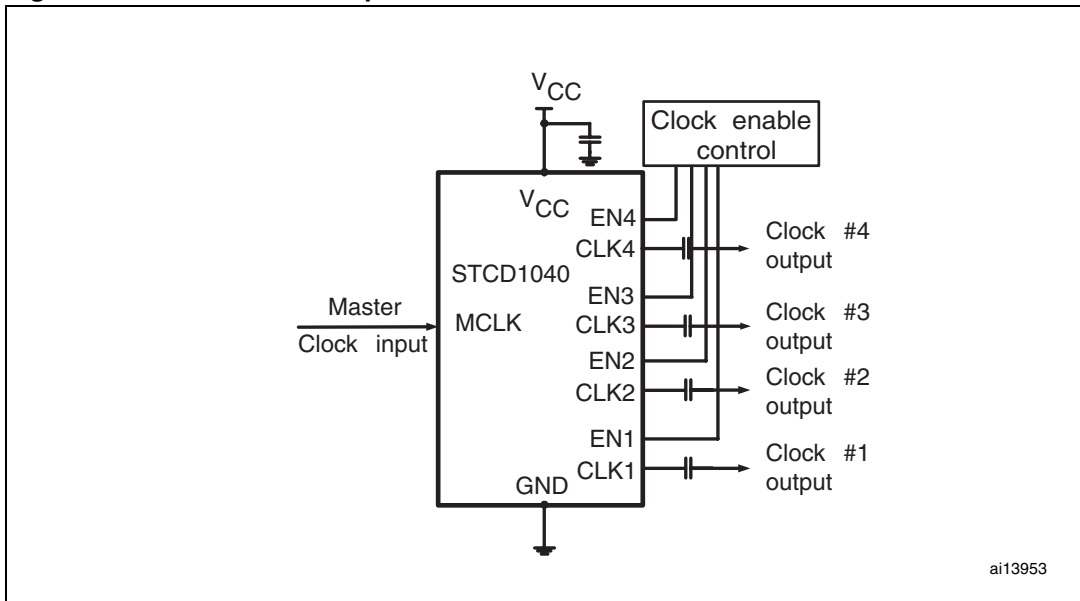 VCC
Clock enable
control
VCC
EN4
CLK4
Clock #4
output
STCD1040
EN3
Master
Clock input
MCLK
CLK3
Clock #3
output
EN2
CLK2
Clock #2
output
EN1
CLK1
Clock #1
output
GND
ai13953